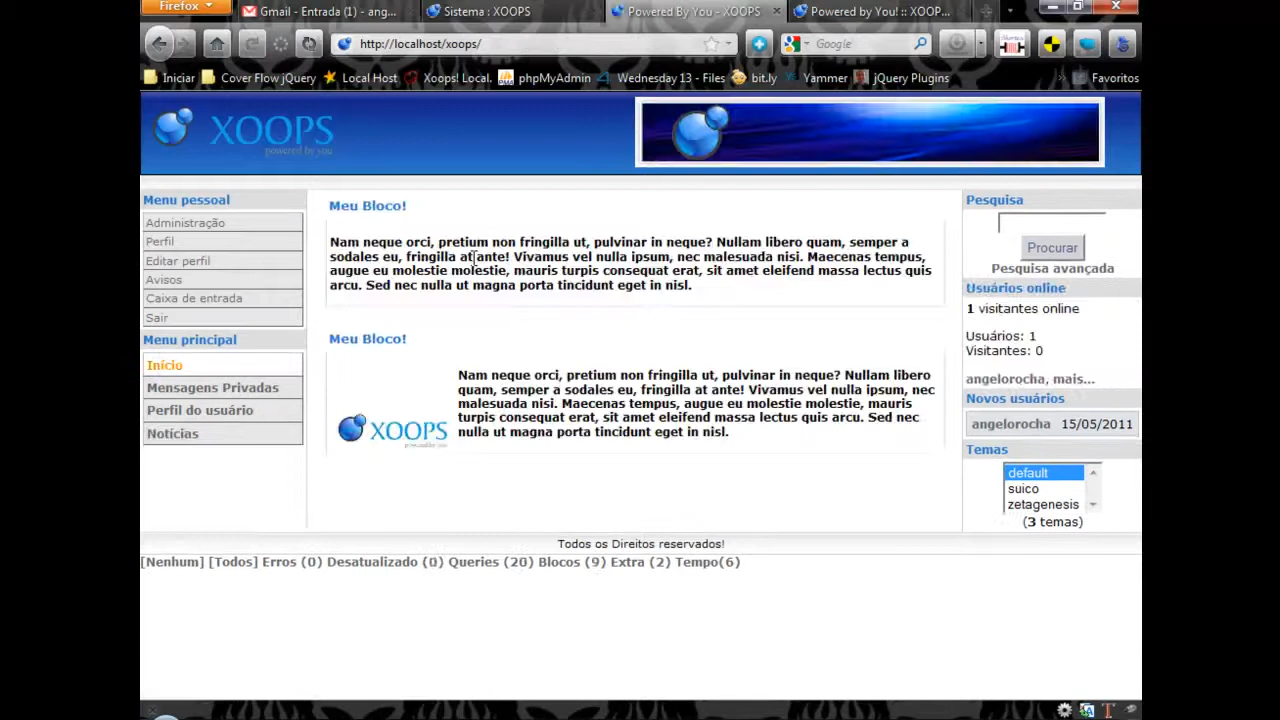 Firefox
Gmail - Entrada (1) - ang...
Sistema : XOOPS
Powered By You - XOOPS
Powered by You! :: XOOP...
http://localhost/xoops/
Google
Iniciar
Cover Flow jQuery
Local Host
Xoops! Local.
phpMyAdmin
Wednesday 13 - Files
bit.ly
Yammer
jQuery Plugins
Favoritos
XOOPS
powered by you
Menu pessoal
Administração
Perfil
Editar perfil
Avisos
Caixa de entrada
Sair
Menu principal
Início
Mensagens Privadas
Perfil do usuário
Notícias
Meu Bloco!
Nam neque orci, pretium non fringilla ut, pulvinar in neque? Nullam libero quam, semper a
sodales eu, fringilla at ante! Vivamus vel nulla ipsum, nec malesuada nisi. Maecenas tempus,
augue eu molestie molestie, mauris turpis consequat erat, sit amet eleifend massa lectus quis
arcu. Sed nec nulla ut magna porta tincidunt eget in nisl.
Meu Bloco!
XOOPS
powered by you
Nam neque orci, pretium non fringilla ut, pulvinar in neque? Nullam libero
quam, semper a sodales eu, fringilla at ante! Vivamus vel nulla ipsum, nec
malesuada nisi. Maecenas tempus, augue eu molestie molestie, mauris
turpis consequat erat, sit amet eleifend massa lectus quis arcu. Sed nec
nulla ut magna porta tincidunt eget in nisl.
Pesquisa
Procurar
Pesquisa avançada
Usuários online
1 visitantes online
Usuários: 1
Visitantes: 0
angelorocha, mais...
Novos usuários
angelorocha 15/05/2011
Temas
default
suico
zetagenesis
(3 temas)
Todos os Direitos reservados!
[Nenhum] [Todos] Erros (0) Desatualizado (0) Queries (20) Blocos (9) Extra (2) Tempo(6)